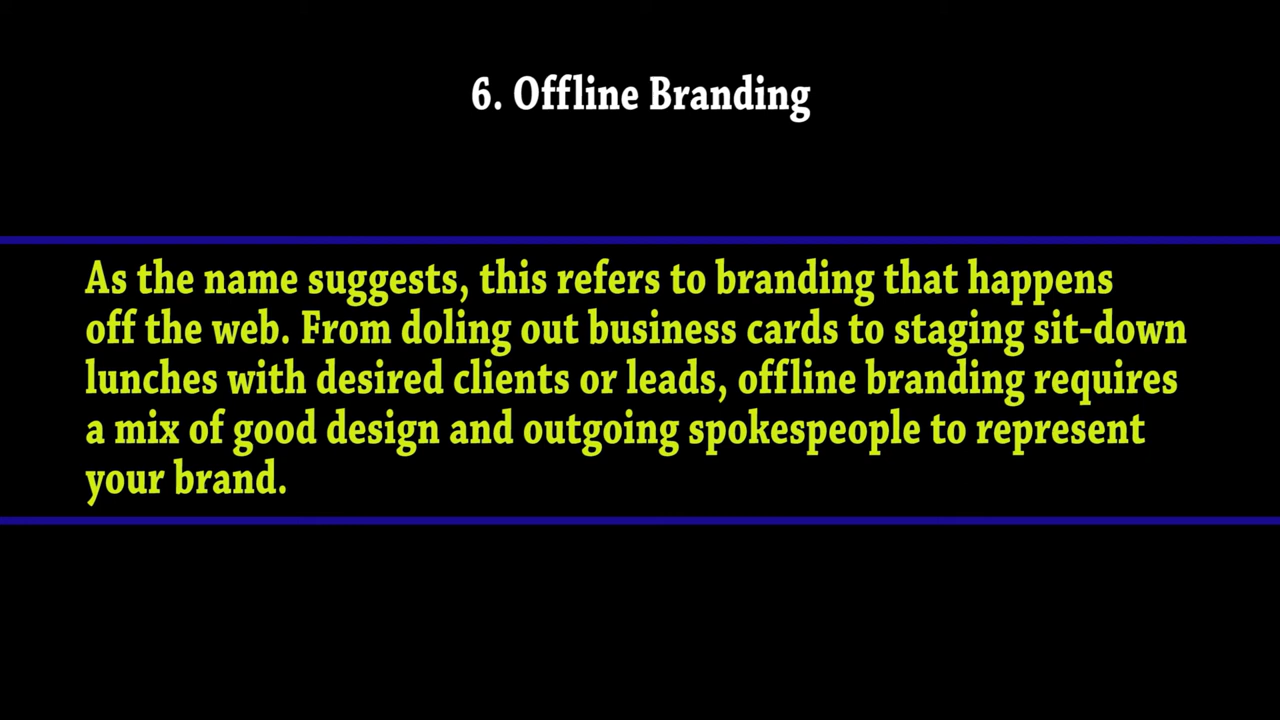 6. Offline Branding
As the name suggests, this refers to branding that happens
off the web. From doling out business cards to staging sit-down
lunches with desired clients or leads, offline branding requires
a mix of good design and outgoing spokespeople to represent
your brand.